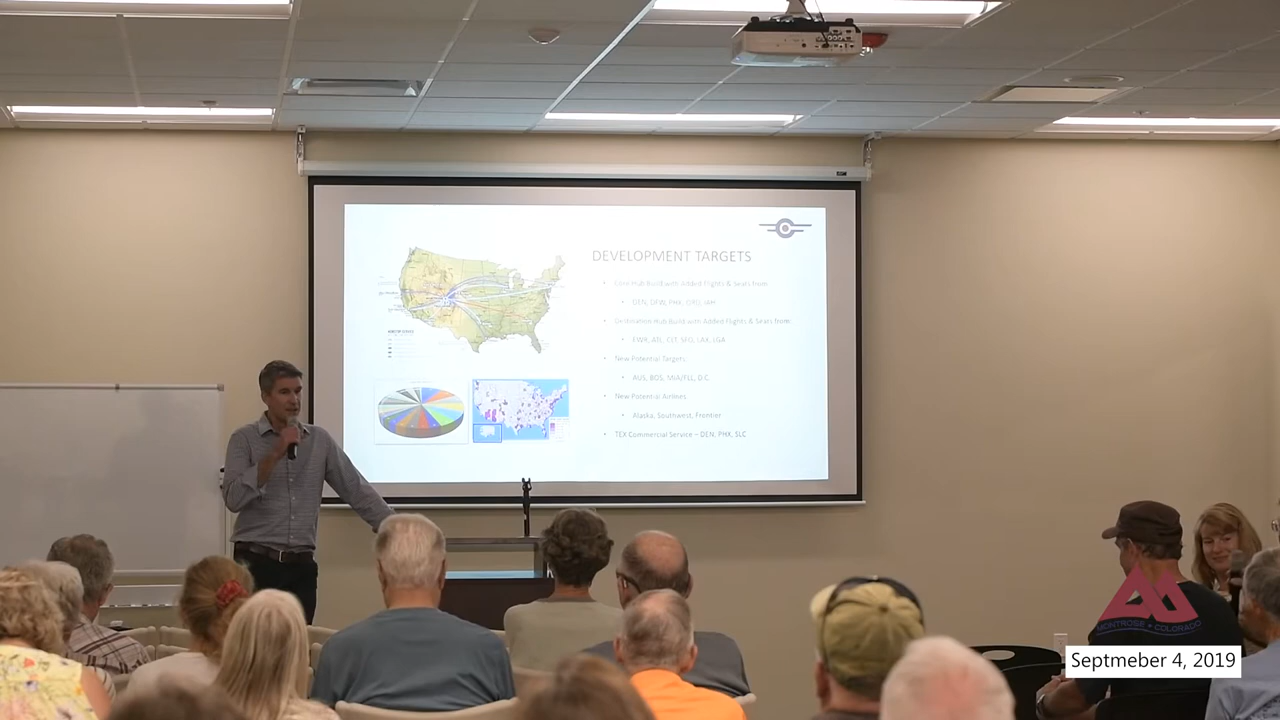 DEVELOPMENT TARGETS
Core Hub Build with Added Flights & Seats from:
DEN, DFW, PHX, ORD, IAH
Destination Hub Build with Added Flights & Seats from:
EWR, ATL, CLT, MCI, LAX, LGA
New Potential Targets
AUS, BOS, MIA/FLL, D.C.
New Potential Airlines
Alaska, Southwest, Frontier
TEX Commercial Service – DEN, PHX, SLC
MONTROSE • COLORADO
Septmeber 4, 2019